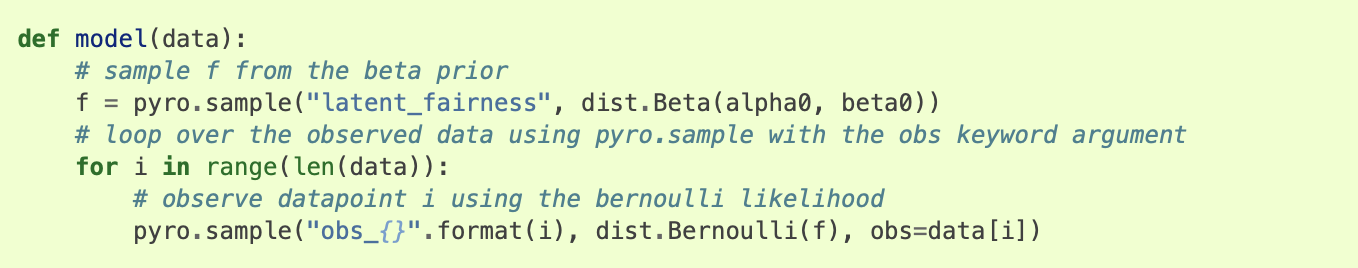 def model(data):
    # sample f from the beta prior
    f = pyro.sample("latent_fairness", dist.Beta(alpha0, beta0))
    # loop over the observed data using pyro.sample with the obs keyword argument
    for i in range(len(data)):
        # observe datapoint i using the bernoulli likelihood
        pyro.sample("obs_{}".format(i), dist.Bernoulli(f), obs=data[i])